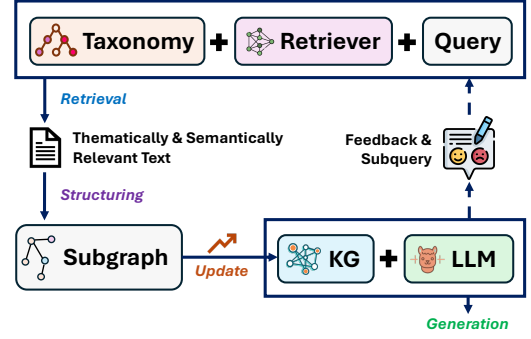 Taxonomy + Retriever + Query
Retrieval
Thematically & Semantically
Relevant Text
Feedback &
Subquery
Structuring
Subgraph
Update
KG + LLM
Generation